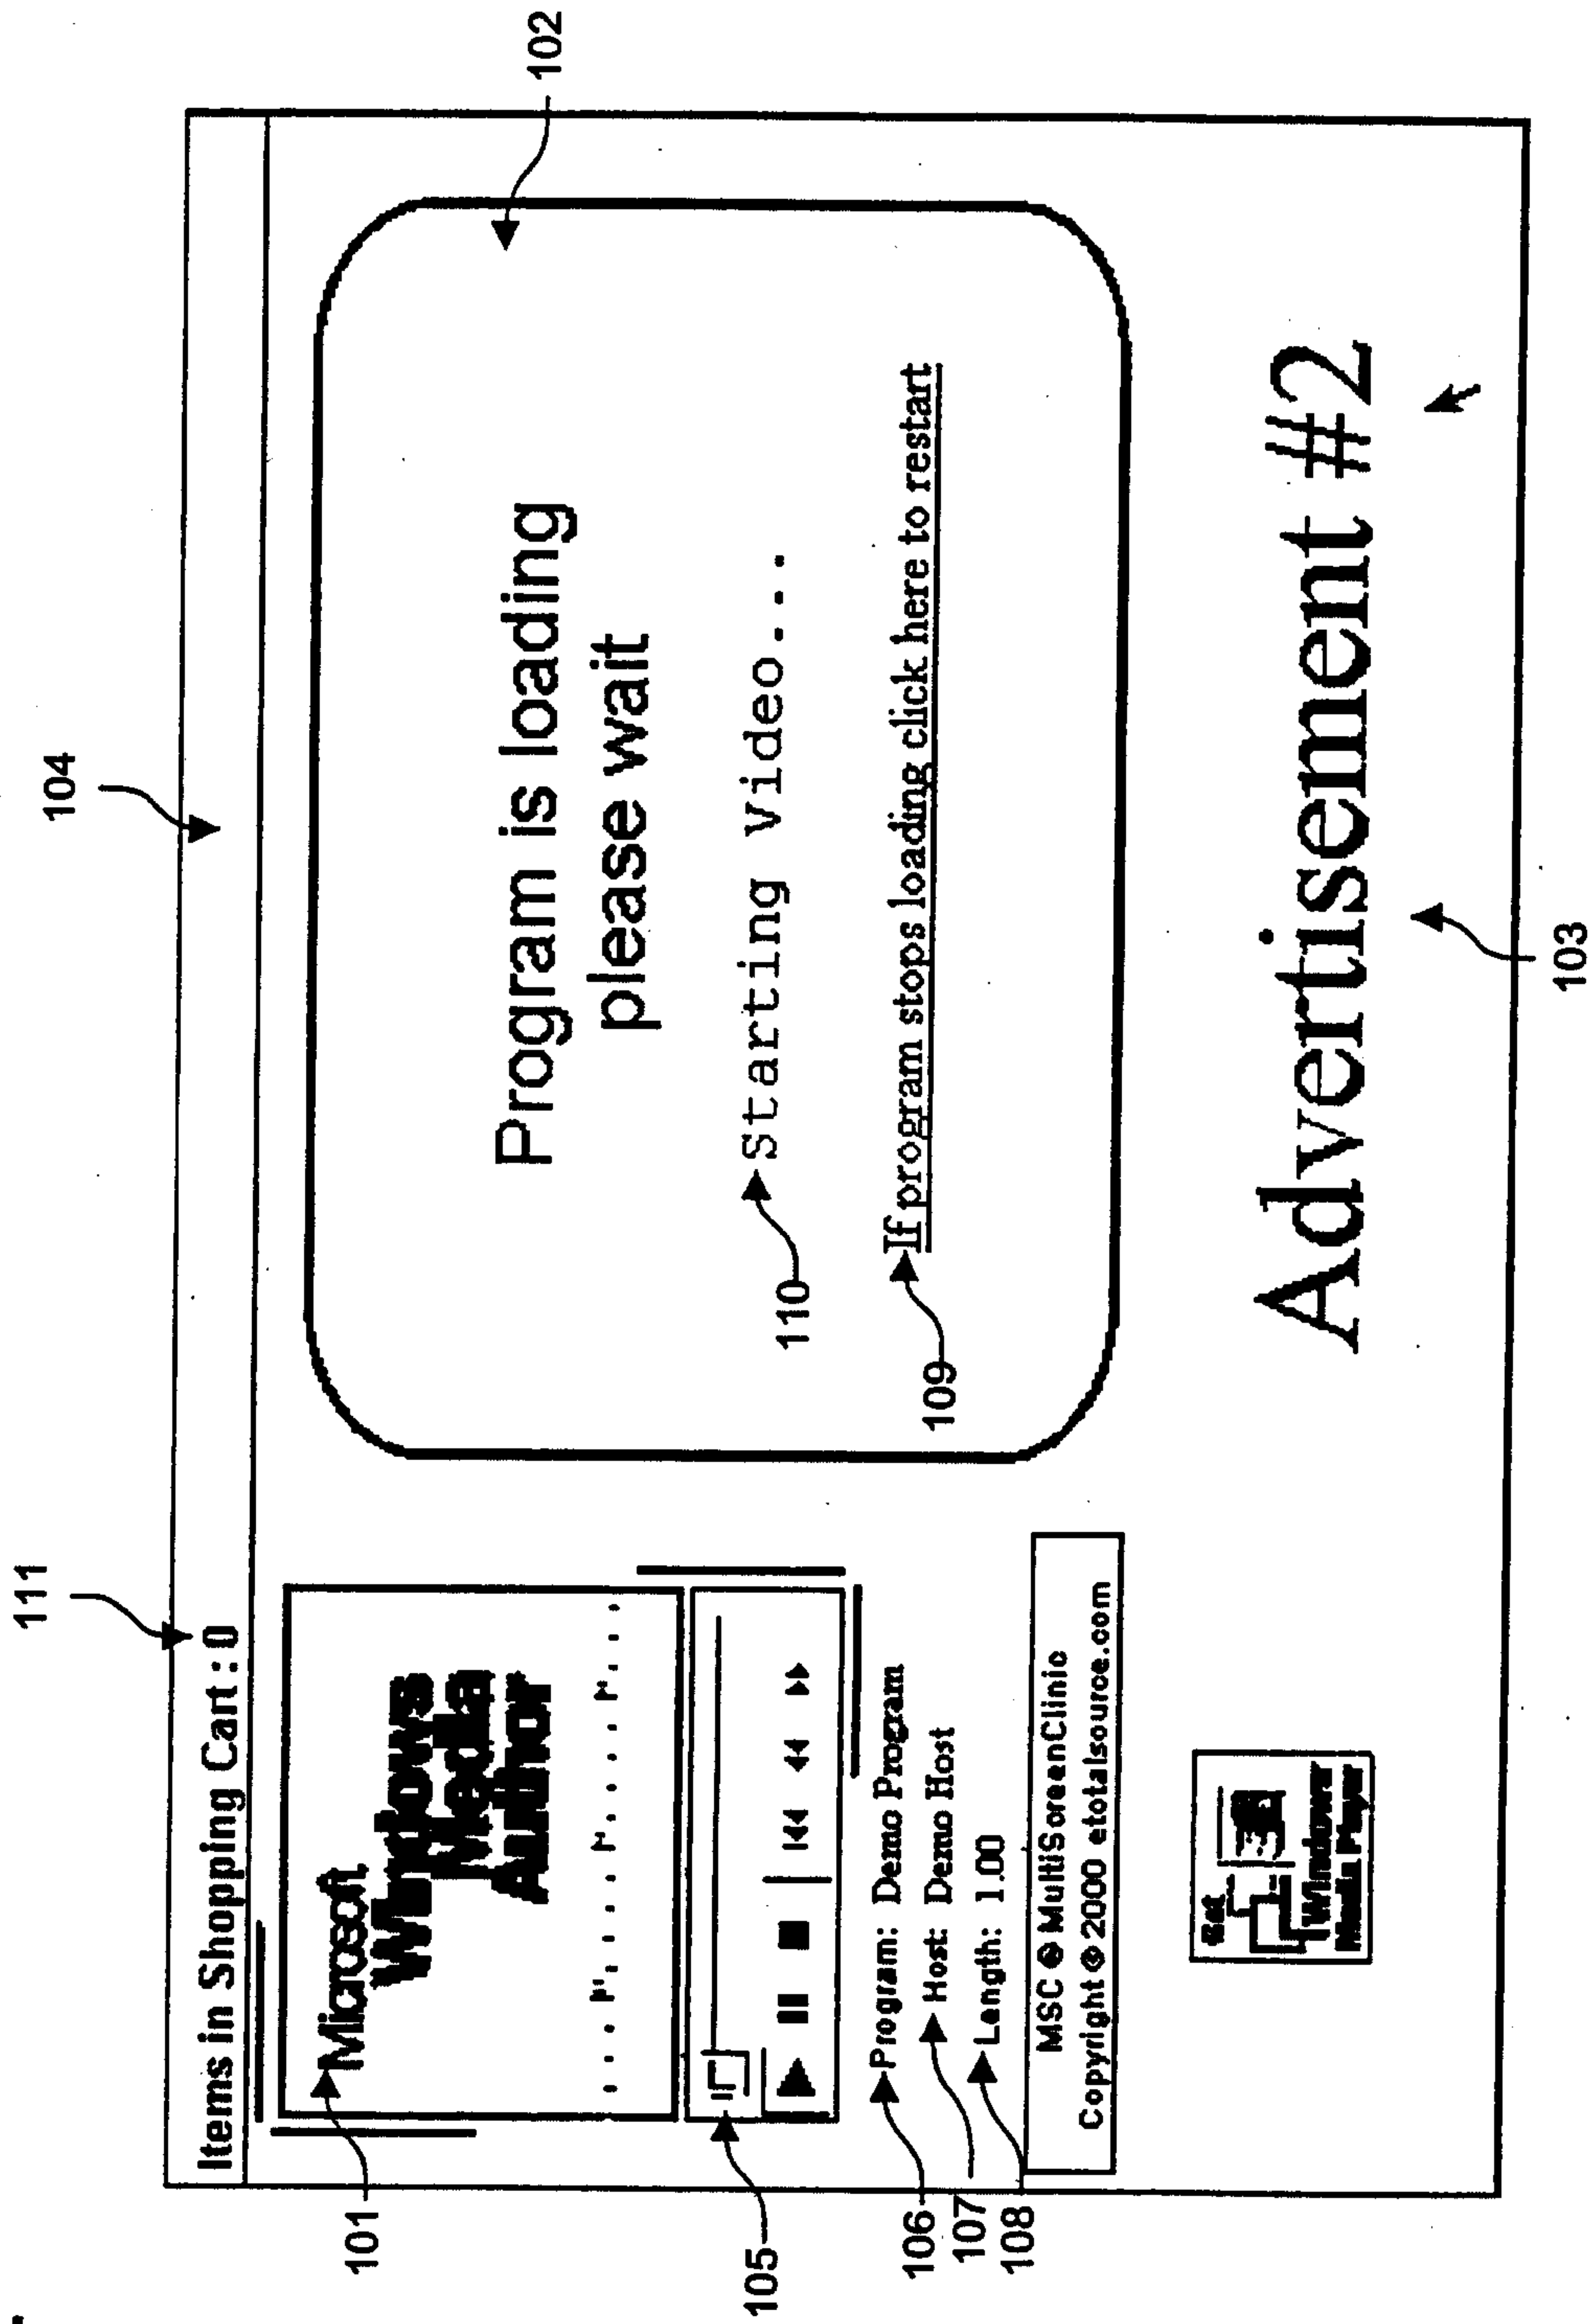 111
104
102
Items in Shopping Cart : 0
101
Microsoft
Windows
Media
Author
105
106
Program: Demo Program
107
Host: Demo Host
108
Length: 1.00
MSC @ MultiScreenClinic
Copyright @ 2000 etotalsource.com
Get
Windows
Media Player
Program is loading
please wait
110
Starting video...
109
If program stops loading click here to restart
Advertisement #2
103